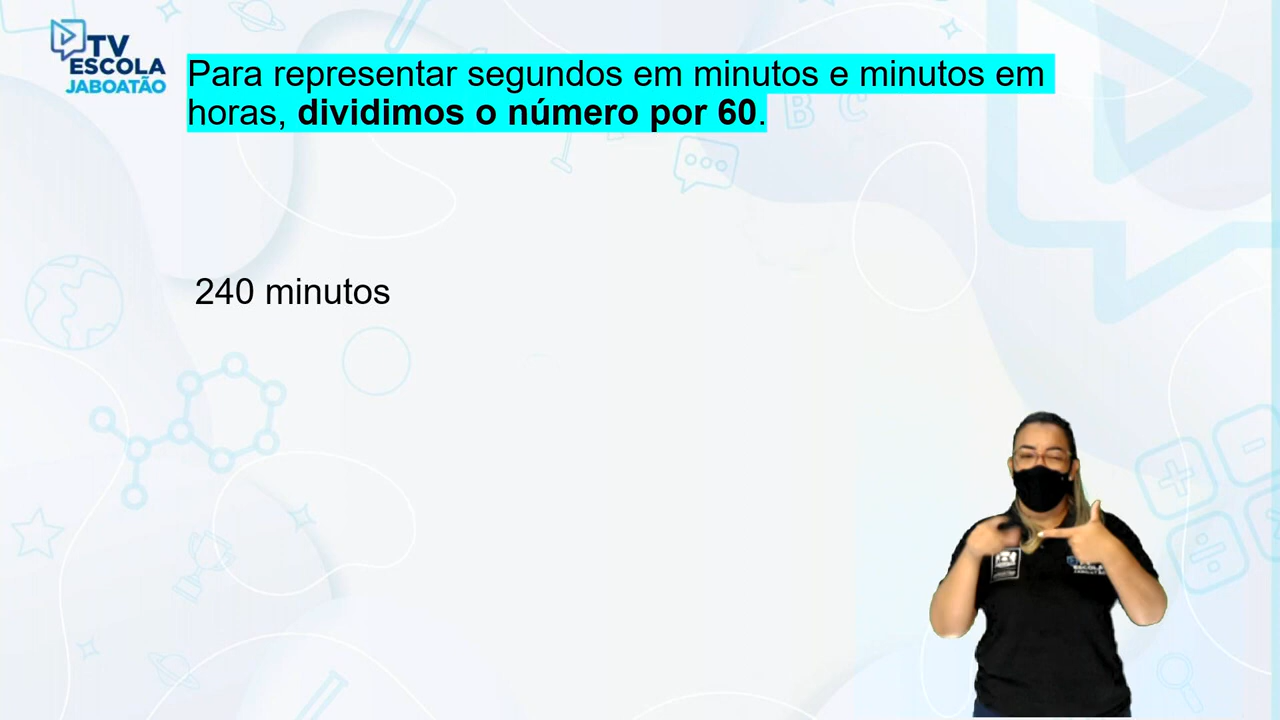 TV
ESCOLA
JABOATÃO
Para representar segundos em minutos e minutos em
horas, dividimos o número por 60.
B C
240 minutos